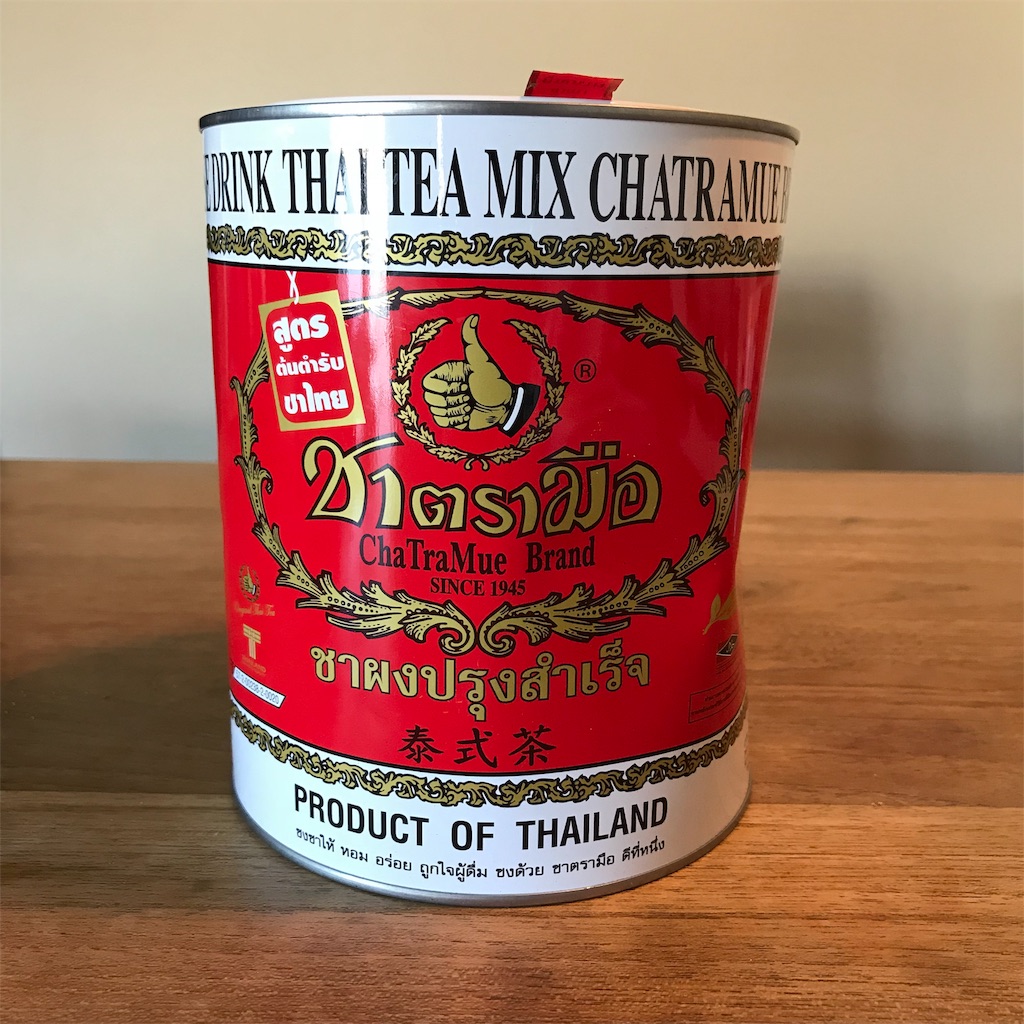 DRINK THAI TEA MIX CHATRAMUE
สูตร
ต้นตำรับ
ชาไทย
®
ชาตรามือ
ChaTraMue Brand
SINCE 1945
ชาผงปรุงสำเร็จ
泰式茶
PRODUCT OF THAILAND
ชงชาให้ หอม อร่อย ถูกใจผู้ดื่ม ชงด้วย ชาตรามือ ดีที่หนึ่ง